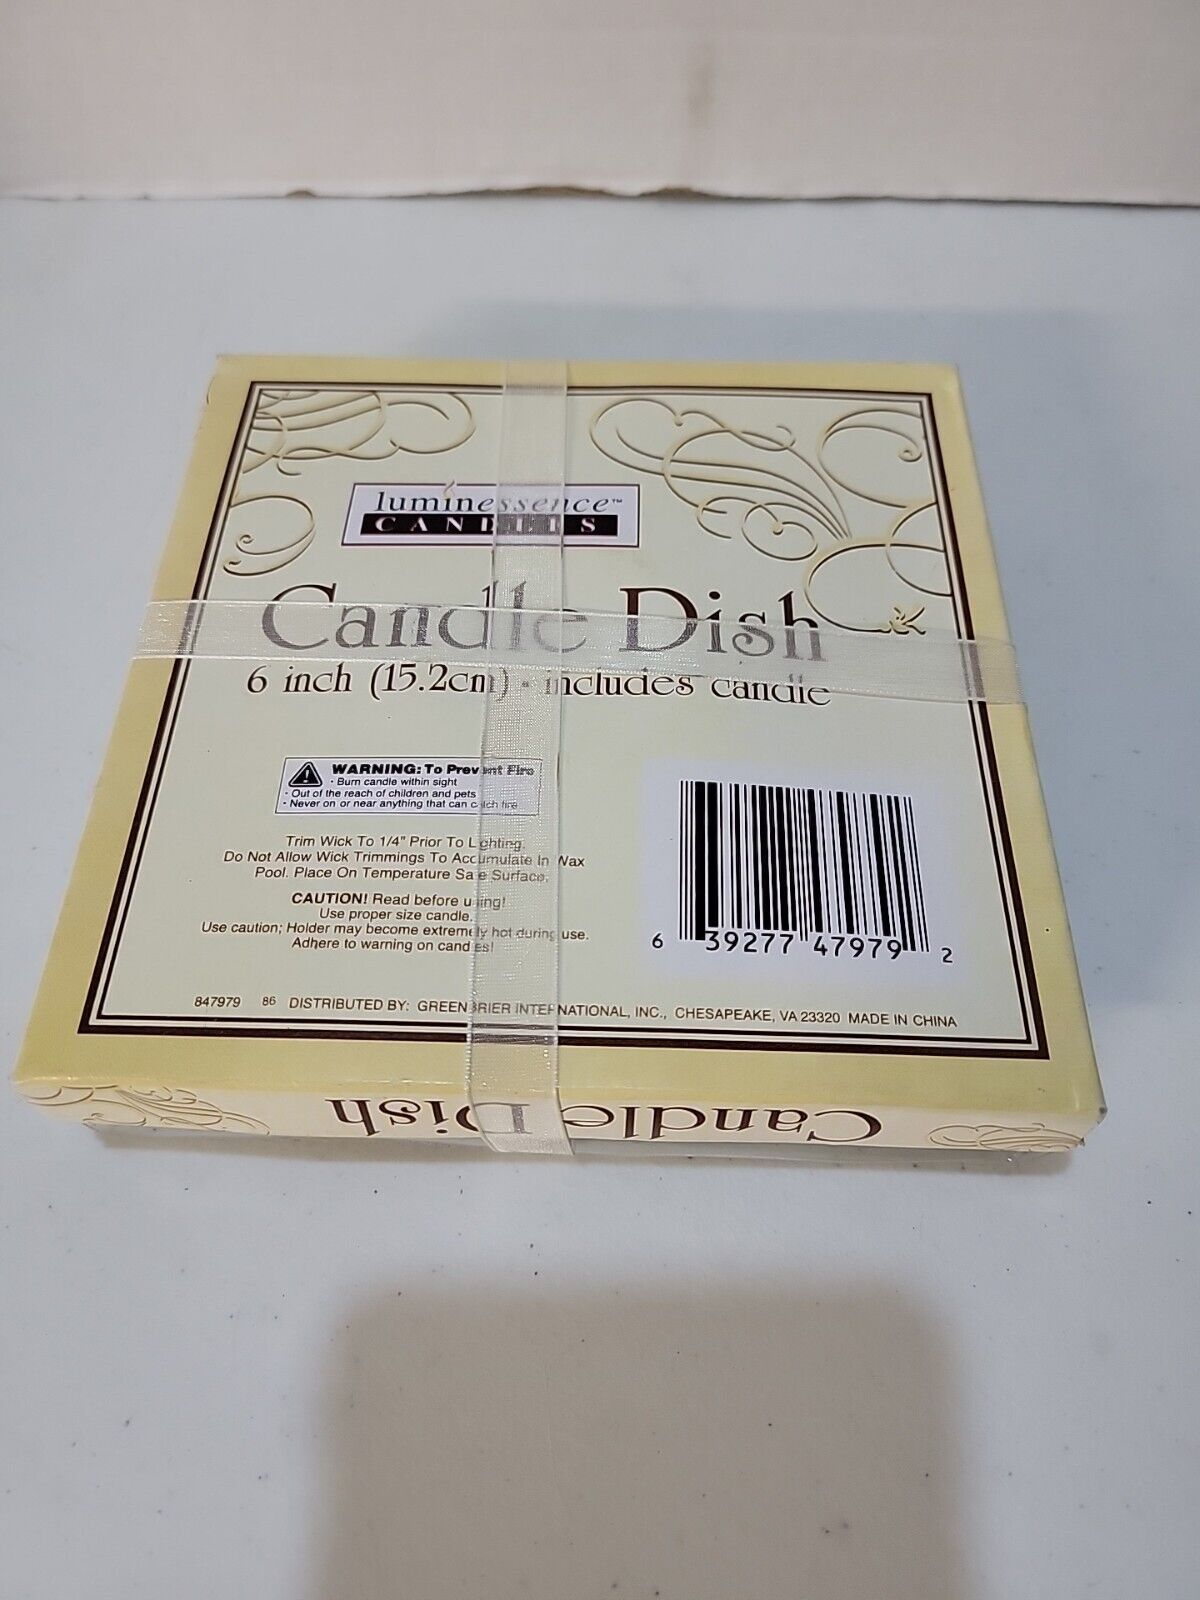 luminessence™
CANDLES
Candle Dish
6 inch (15.2cm) - includes candle
WARNING: To Prevent Fire
· Burn candle within sight
· Out of the reach of children and pets
· Never on or near anything that can catch fire
Trim Wick To 1/4" Prior To Lighting.
Do Not Allow Wick Trimmings To Accumulate In Wax
Pool. Place On Temperature Safe Surface.
CAUTION! Read before using!
Use proper size candle.
Use caution; Holder may become extremely hot during use.
Adhere to warning on candles!
6 39277 47979 2
847979 86 DISTRIBUTED BY: GREENBRIER INTERNATIONAL, INC., CHESAPEAKE, VA 23320 MADE IN CHINA
Candle Dish